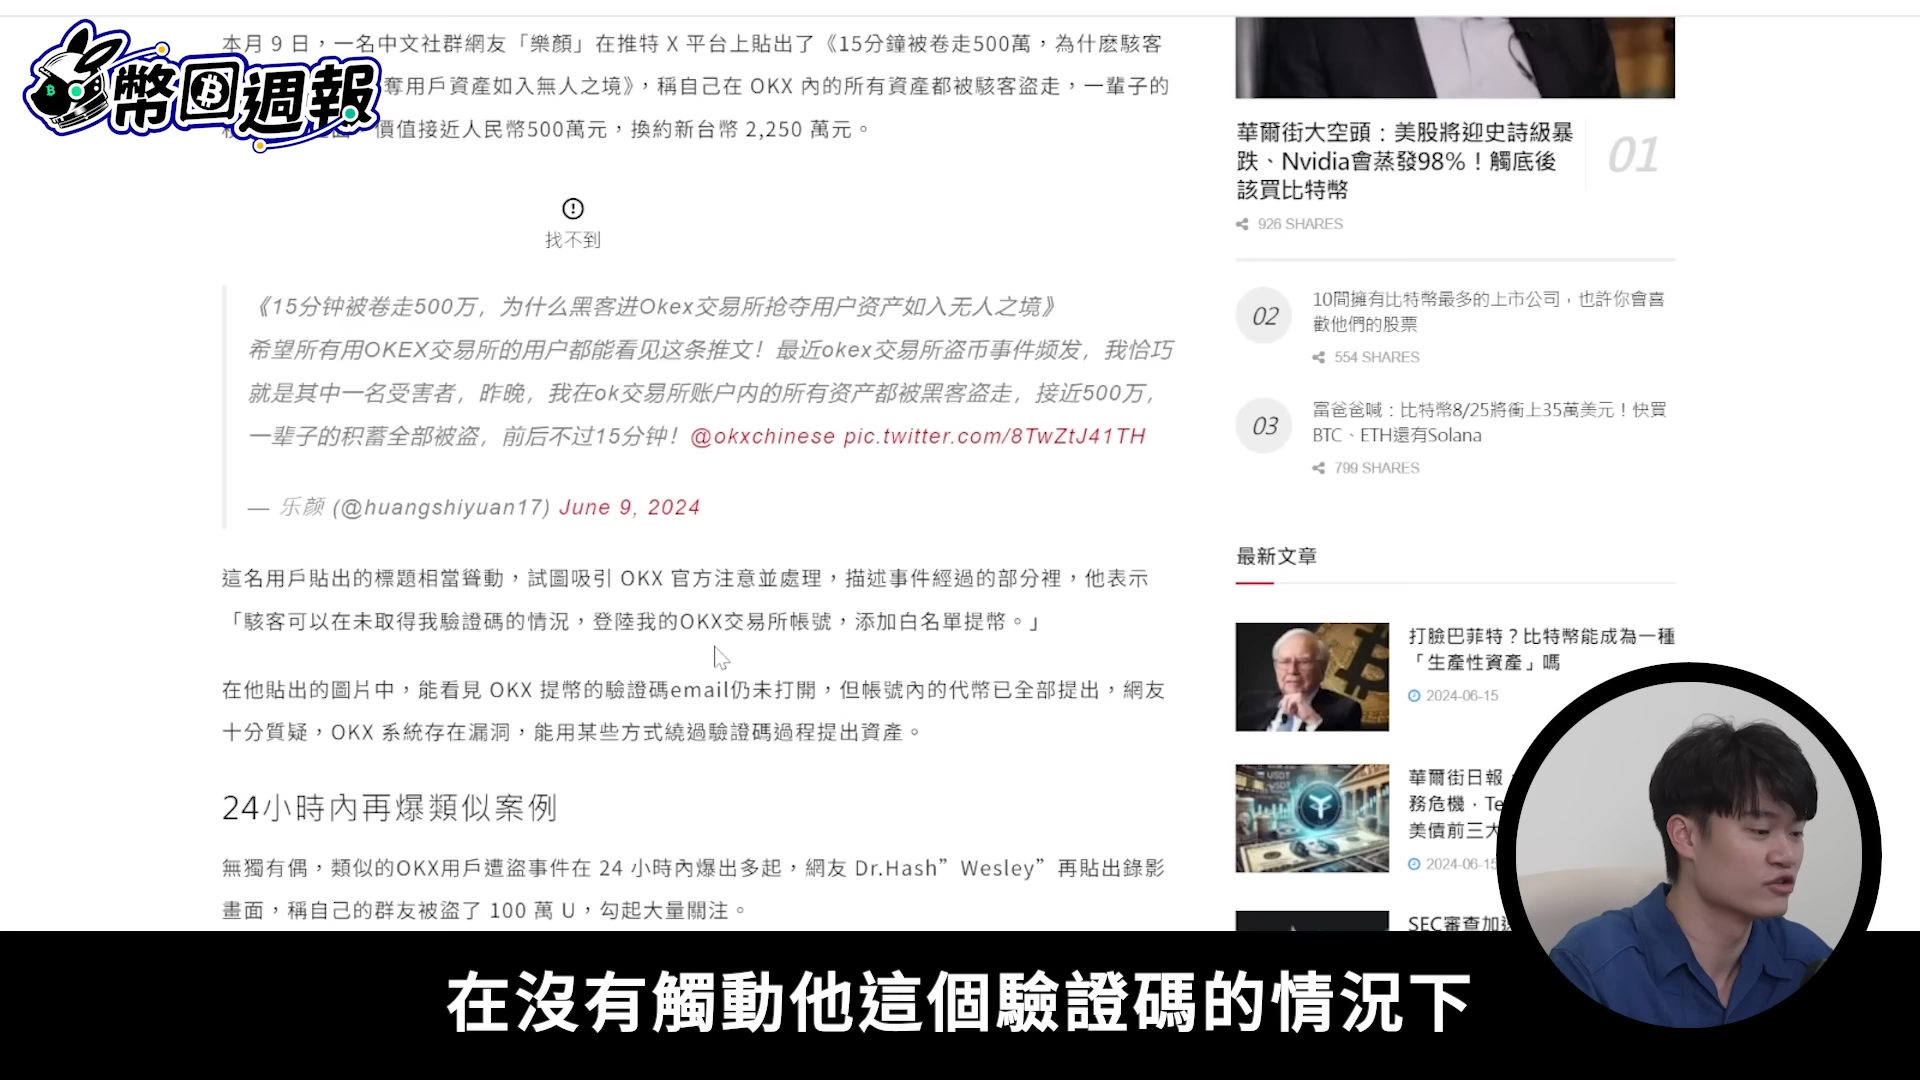 幣圈週報
本月 9 日，一名中文社群網友「樂顏」在推特 X 平台上貼出了《15分鐘被卷走500萬，為什麼駭客
奪用戶資產如入無人之境》，稱自己在 OKX 內的所有資產都被駭客盜走，一輩子的
價值接近人民幣500萬元，換約新台幣 2,250 萬元。
找不到
《15分钟被卷走500万，为什么黑客进Okex交易所抢夺用户资产如入无人之境》
希望所有用OKEX交易所的用户都能看见这条推文！最近okex交易所盗币事件频发，我恰巧
就是其中一名受害者，昨晚，我在ok交易所账户内的所有资产都被黑客盗走，接近500万，
一辈子的积蓄全部被盗，前后不过15分钟！@okxchinese pic.twitter.com/8TwZtJ41TH
— 乐颜 (@huangshiyuan17) June 9, 2024
這名用戶貼出的標題相當聳動，試圖吸引 OKX 官方注意並處理，描述事件經過的部分裡，他表示
「駭客可以在未取得我驗證碼的情況，登陸我的OKX交易所帳號，添加白名單提幣。」
在他貼出的圖片中，能看見 OKX 提幣的驗證碼email仍未打開，但帳號內的代幣已全部提出，網友
十分質疑，OKX 系統存在漏洞，能用某些方式繞過驗證碼過程提出資產。
24小時內再爆類似案例
無獨有偶，類似的OKX用戶遭盜事件在 24 小時內爆出多起，網友 Dr.Hash”Wesley”再貼出錄影
畫面，稱自己的群友被盜了 100 萬 U，勾起大量關注。
華爾街大空頭：美股將迎史詩級暴
跌、Nvidia會蒸發98%！觸底後
該買比特幣
01
926 SHARES
02
10間擁有比特幣最多的上市公司，也許你會喜
歡他們的股票
554 SHARES
03
富爸爸喊：比特幣8/25將衝上35萬美元！快買
BTC、ETH還有Solana
799 SHARES
最新文章
打臉巴菲特？比特幣能成為一種
「生產性資產」嗎
2024-06-15
華爾街日報
務危機，Te
美債前三大
2024-06-15
SEC審查加
在沒有觸動他這個驗證碼的情況下